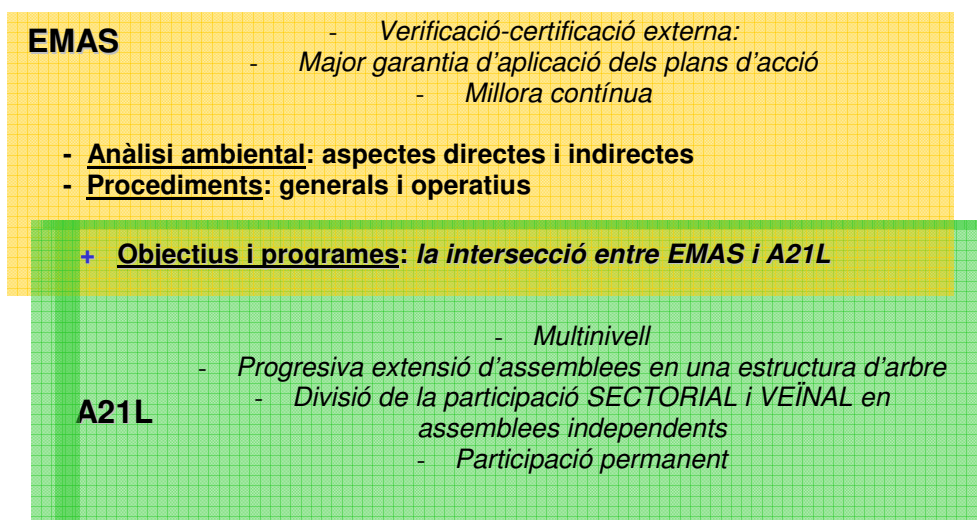 EMAS
- Verificació-certificació externa:
- Major garantia d’aplicació dels plans d’acció
- Millora contínua
- Anàlisi ambiental: aspectes directes i indirectes
- Procediments: generals i operatius
+ Objectius i programes: la intersecció entre EMAS i A21L
A21L
- Multinivell
- Progresiva extensió d’assemblees en una estructura d’arbre
- Divisió de la participació SECTORIAL i VEÏNAL en
assemblees independents
- Participació permanent